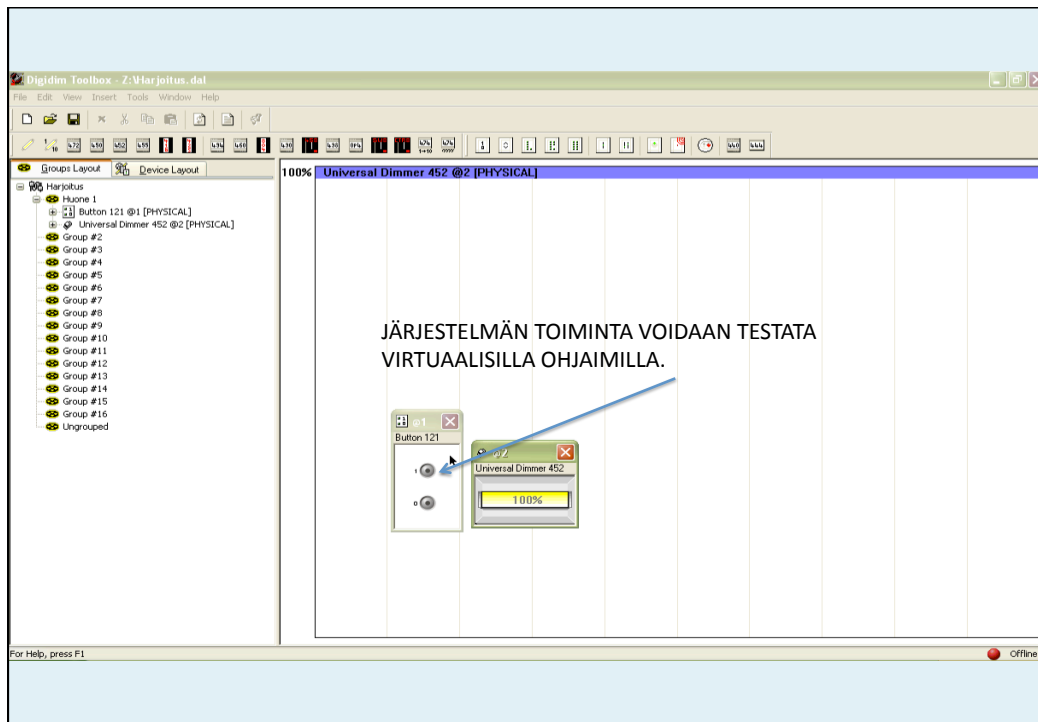 Digidim Toolbox - Z:\Harjoitus.dal
File Edit View Insert Tools Window Help
Groups Layout Device Layout
Harjoitus
Huone 1
Button 121 @1 [PHYSICAL]
Universal Dimmer 452 @2 [PHYSICAL]
Group #2
Group #3
Group #4
Group #5
Group #6
Group #7
Group #8
Group #9
Group #10
Group #11
Group #12
Group #13
Group #14
Group #15
Group #16
Ungrouped
100% Universal Dimmer 452 @2 [PHYSICAL]
JÄRJESTELMÄN TOIMINTA VOIDAAN TESTATA
VIRTUAALISILLA OHJAIMILLA.
@1
Button 121
1
0
@2
Universal Dimmer 452
100%
For Help, press F1
Offline